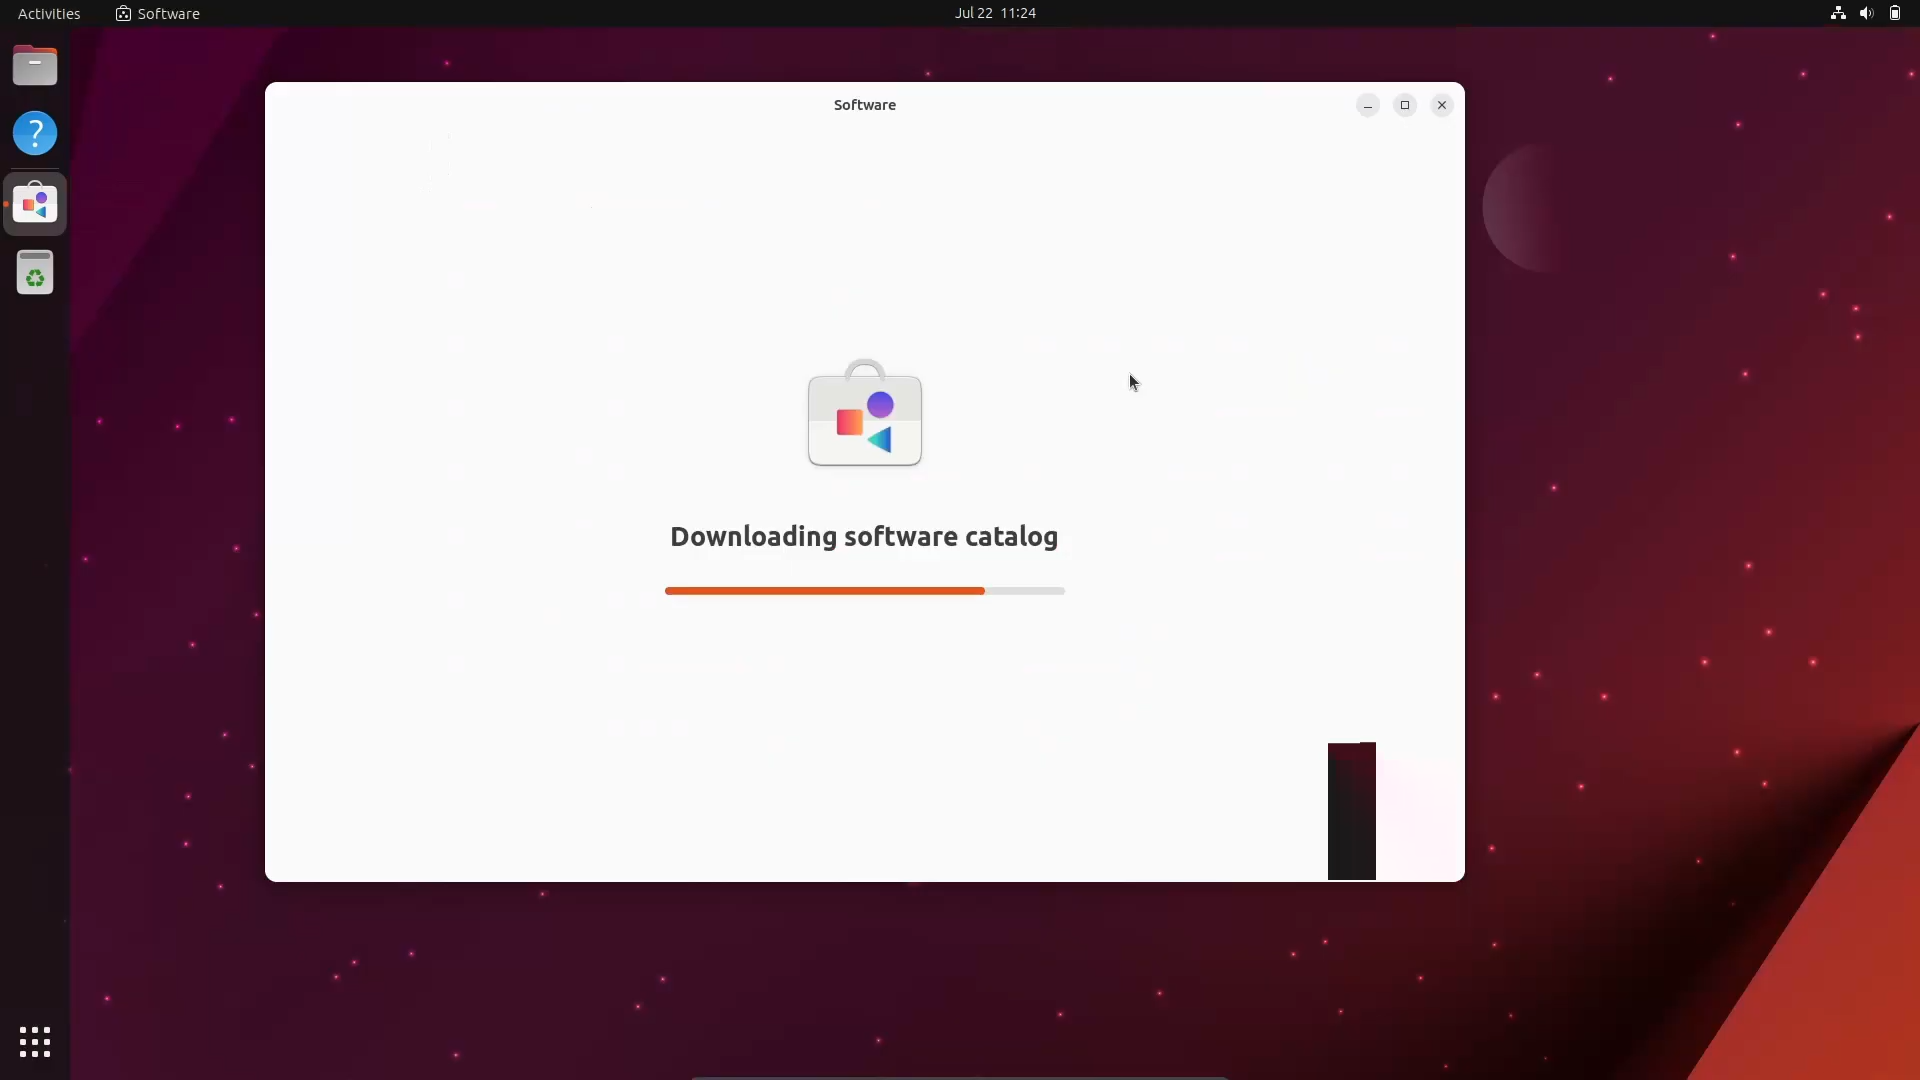 Activities
Software
Jul 22 11:24
Software
Downloading software catalog